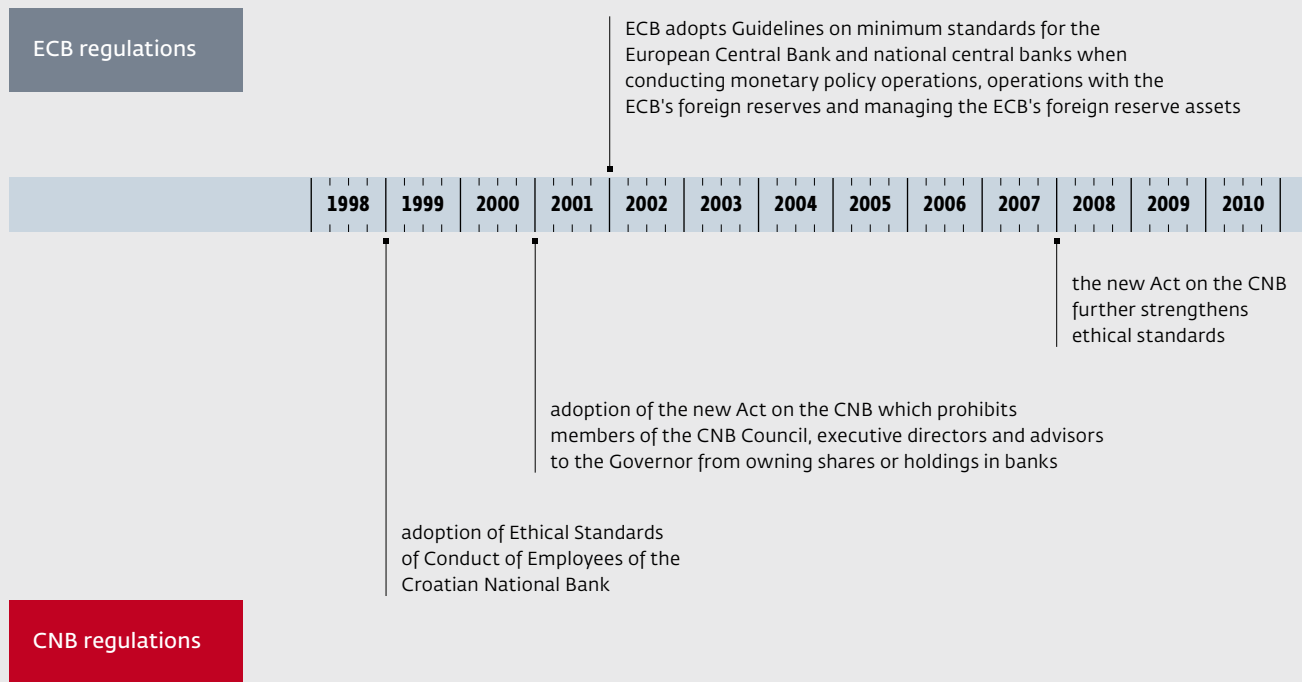 ECB regulations
ECB adopts Guidelines on minimum standards for the
European Central Bank and national central banks when
conducting monetary policy operations, operations with the
ECB's foreign reserves and managing the ECB's foreign reserve assets
1998 1999 2000 2001 2002 2003 2004 2005 2006 2007 2008 2009 2010
the new Act on the CNB
further strengthens
ethical standards
adoption of the new Act on the CNB which prohibits
members of the CNB Council, executive directors and advisors
to the Governor from owning shares or holdings in banks
adoption of Ethical Standards
of Conduct of Employees of the
Croatian National Bank
CNB regulations